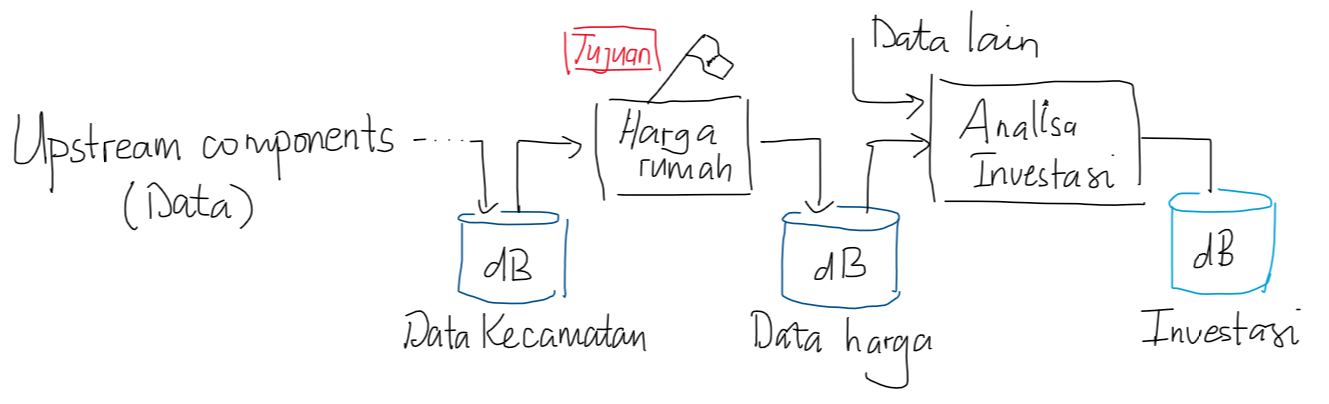 Data lain
Tujuan
Upstream components
(Data)
Harga
rumah
Analisa
Investasi
dB
dB
dB
Data Kecamatan
Data harga
Investasi